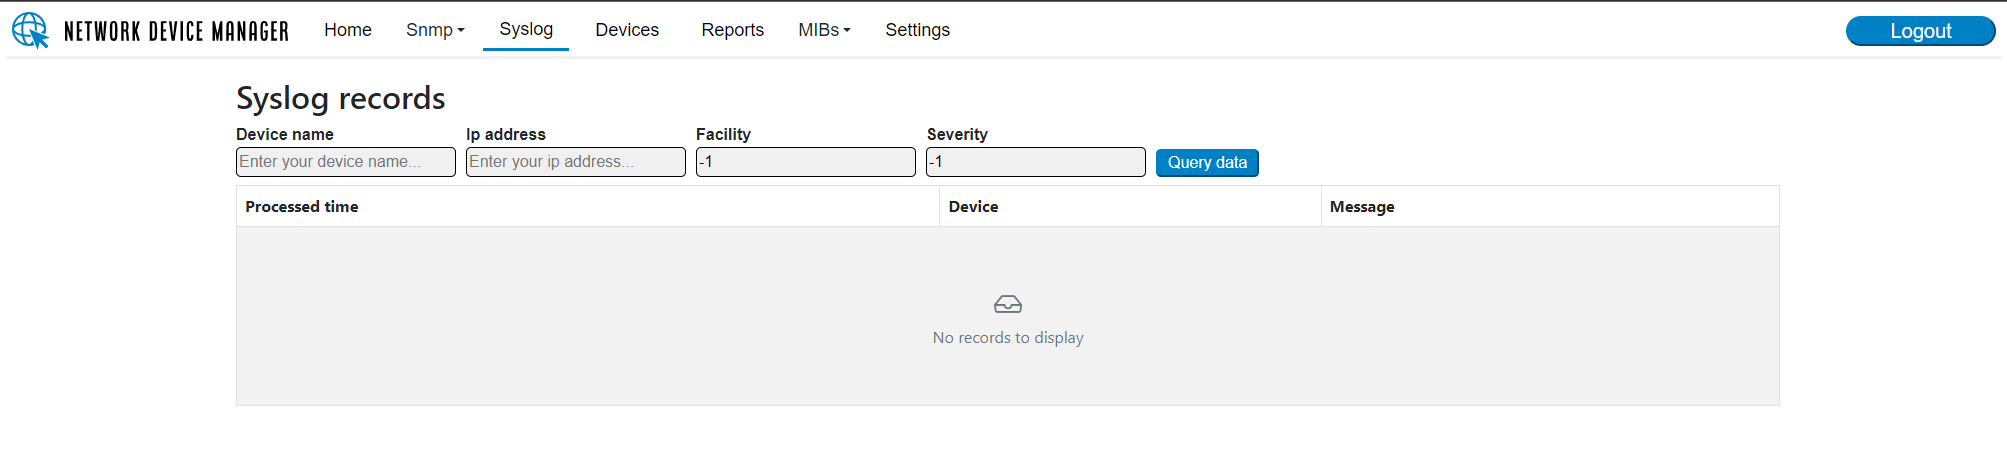 NETWORK DEVICE MANAGER Home Snmp Syslog Devices Reports MIBs Settings Logout
Syslog records
Device name Ip address Facility Severity
Enter your device name... Enter your ip address... -1 -1 Query data
Processed time Device Message
No records to display